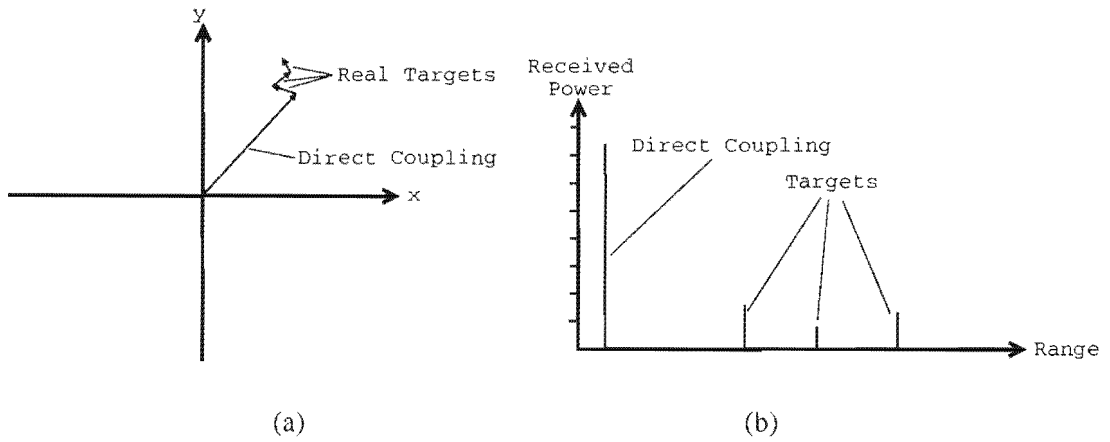 y
Real Targets
Direct Coupling
x
(a)
Received
Power
Direct Coupling
Targets
Range
(b)